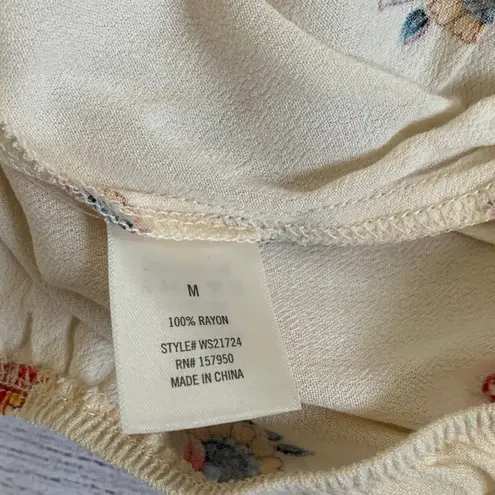 M
100% RAYON
STYLE# WS21724
RN# 157950
MADE IN CHINA